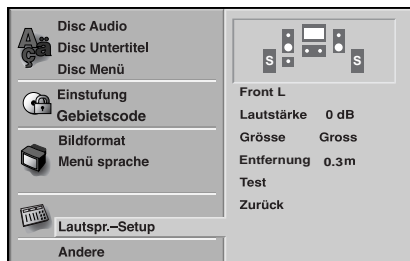 Disc Audio
Disc Untertitel
Disc Menü
Einstufung
Gebietscode
Bildformat
Menü sprache
Lautspr.–Setup
Andere
S S
Front L
Lautstärke 0 dB
Grösse Gross
Entfernung 0.3m
Test
Zurück